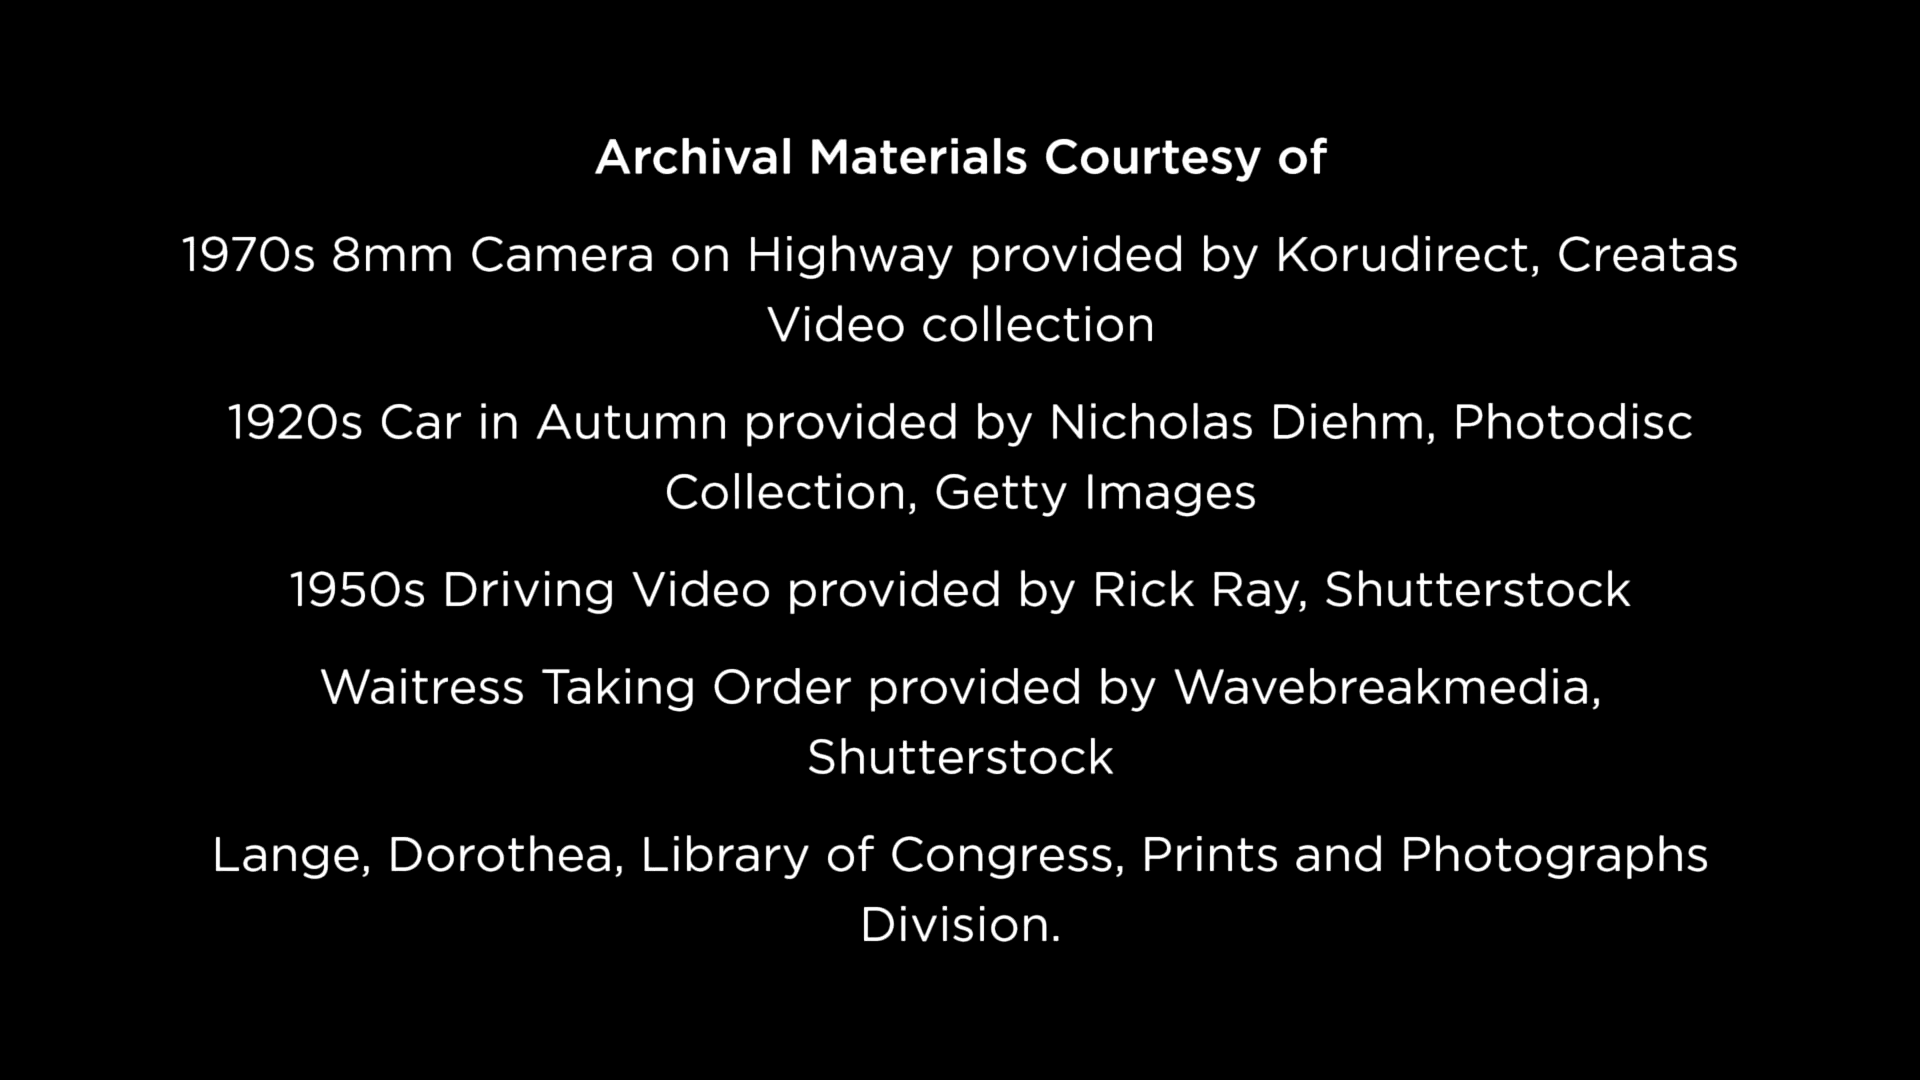 Archival Materials Courtesy of
1970s 8mm Camera on Highway provided by Korudirect, Creatas
Video collection
1920s Car in Autumn provided by Nicholas Diehm, Photodisc
Collection, Getty Images
1950s Driving Video provided by Rick Ray, Shutterstock
Waitress Taking Order provided by Wavebreakmedia,
Shutterstock
Lange, Dorothea, Library of Congress, Prints and Photographs
Division.